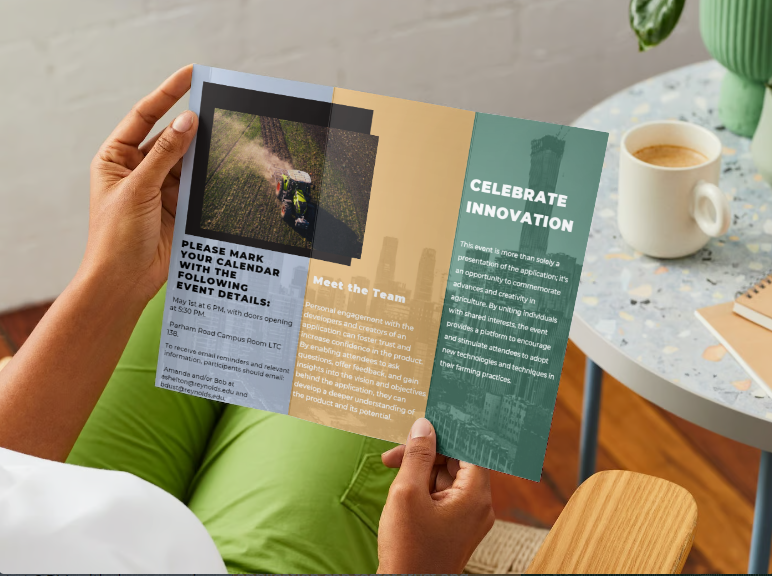 PLEASE MARK
YOUR CALENDAR
WITH THE
FOLLOWING
EVENT DETAILS:
May 1st at 6 PM, with doors opening
at 5:30 PM.
Parham Road Campus Room LTC
138.
To receive email reminders and relevant
information, participants should email
Amanda and/or Bob at
ashelton@reynolds.edu and
bdust@reynolds.edu.
Meet the Team
Personal engagement with the
developers and creators of an
application can foster trust and
increase confidence in the product.
By enabling attendees to ask
questions, offer feedback, and gain
insights into the vision and objectives
behind the application, they can
develop a deeper understanding of
the product and its potential.
CELEBRATE
INNOVATION
This event is more than solely a
presentation of the application; it's
an opportunity to commemorate
advances and creativity in
agriculture. By uniting individuals
with shared interests, the event
provides a platform to encourage
and stimulate attendees to adopt
new technologies and techniques in
their farming practices.